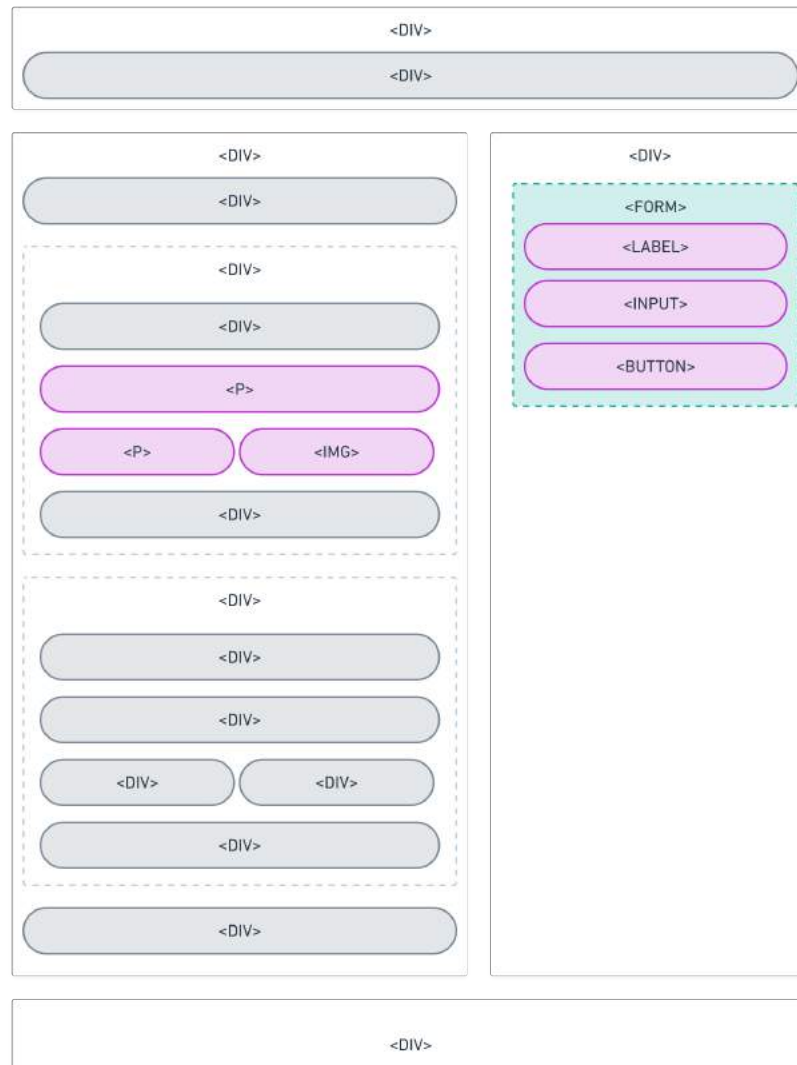 <DIV>
<DIV>
<DIV>
<DIV>
<DIV>
<DIV>
<P>
<P> <IMG>
<DIV>
<DIV>
<DIV>
<DIV>
<DIV> <DIV>
<DIV>
<DIV>
<DIV>
<FORM>
<LABEL>
<INPUT>
<BUTTON>
<DIV>